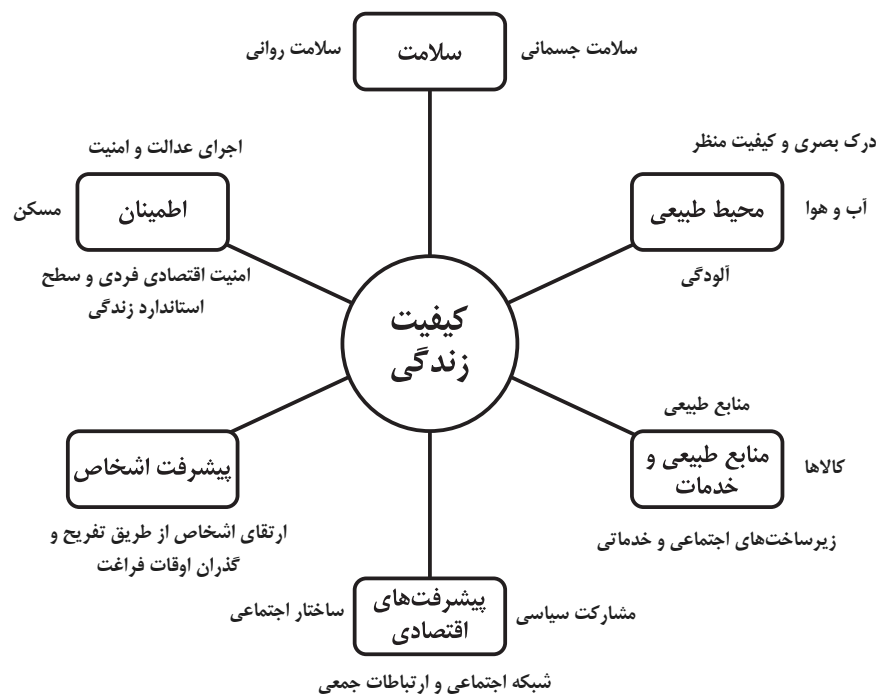 سلامت جسمانی
سلامت
سلامت روانی
درک بصری و کیفیت منظر
محیط طبیعی
آب و هوا
آلودگی
اجرای عدالت و امنیت
اطمینان
مسکن
امنیت اقتصادی فردی و سطح
استاندارد زندگی
کیفیت
زندگی
منابع طبیعی
منابع طبیعی و
خدمات
کالاها
زیرساخت‌های اجتماعی و خدماتی
پیشرفت اشخاص
ارتقای اشخاص از طریق تفریح و
گذران اوقات فراغت
مشارکت سیاسی
پیشرفت‌های
اقتصادی
ساختار اجتماعی
شبکه اجتماعی و ارتباطات جمعی